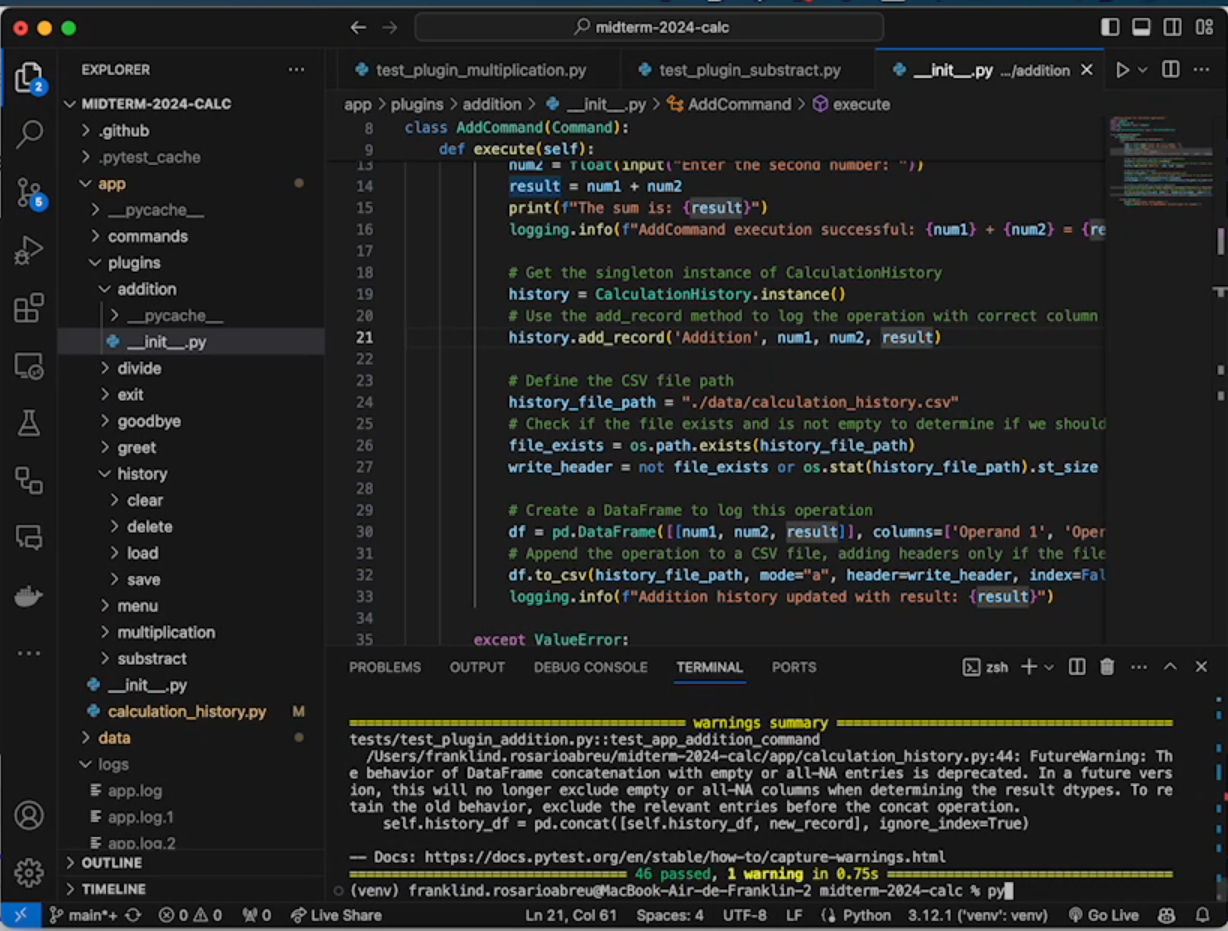 midterm-2024-calc
EXPLORER
MIDTERM-2024-CALC
.github
.pytest_cache
app
__pycache__
commands
plugins
addition
__pycache__
__init__.py
divide
exit
goodbye
greet
history
clear
delete
load
save
menu
multiplication
substract
__init__.py
calculation_history.py M
data
logs
app.log
app.log.1
app.log.2
OUTLINE
TIMELINE
2
5
test_plugin_multiplication.py test_plugin_substract.py __init__.py .../addition
app > plugins > addition > __init__.py > AddCommand > execute
8 class AddCommand(Command):
9 def execute(self):
13 num2 = float(input("Enter the second number: "))
14 result = num1 + num2
15 print(f"The sum is: {result}")
16 logging.info(f"AddCommand execution successful: {num1} + {num2} = {re
17
18 # Get the singleton instance of CalculationHistory
19 history = CalculationHistory.instance()
20 # Use the add_record method to log the operation with correct column
21 history.add_record('Addition', num1, num2, result)
22
23 # Define the CSV file path
24 history_file_path = "./data/calculation_history.csv"
25 # Check if the file exists and is not empty to determine if we should
26 file_exists = os.path.exists(history_file_path)
27 write_header = not file_exists or os.stat(history_file_path).st_size
28
29 # Create a DataFrame to log this operation
30 df = pd.DataFrame([[num1, num2, result]], columns=['Operand 1', 'Oper
31 # Append the operation to a CSV file, adding headers only if the file
32 df.to_csv(history_file_path, mode="a", header=write_header, index=Fal
33 logging.info(f"Addition history updated with result: {result}")
34
35 except ValueError:
PROBLEMS OUTPUT DEBUG CONSOLE TERMINAL PORTS zsh
warnings summary
tests/test_plugin_addition.py::test_app_addition_command
/Users/franklind.rosarioabreu/midterm-2024-calc/app/calculation_history.py:44: FutureWarning: Th
e behavior of DataFrame concatenation with empty or all-NA entries is deprecated. In a future vers
ion, this will no longer exclude empty or all-NA columns when determining the result dtypes. To re
tain the old behavior, exclude the relevant entries before the concat operation.
self.history_df = pd.concat([self.history_df, new_record], ignore_index=True)
-- Docs: https://docs.pytest.org/en/stable/how-to/capture-warnings.html
46 passed, 1 warning in 0.75s
(venv) franklind.rosarioabreu@MacBook-Air-de-Franklin-2 midterm-2024-calc % py
main*+ 0 0 0 Live Share Ln 21, Col 61 Spaces: 4 UTF-8 LF Python 3.12.1 ('venv': venv) Go Live